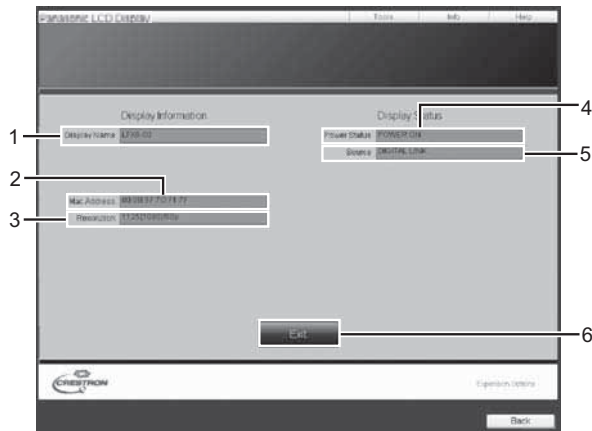 Panasonic LCD Display
Tools Info Help
Display Information
Display Status
1
Display Name
2
Mac Address
3
Resolution
4
Power Status POWER ON
5
Source DIGITAL LINK
Exit
6
CRESTRON
Expansion Options
Back